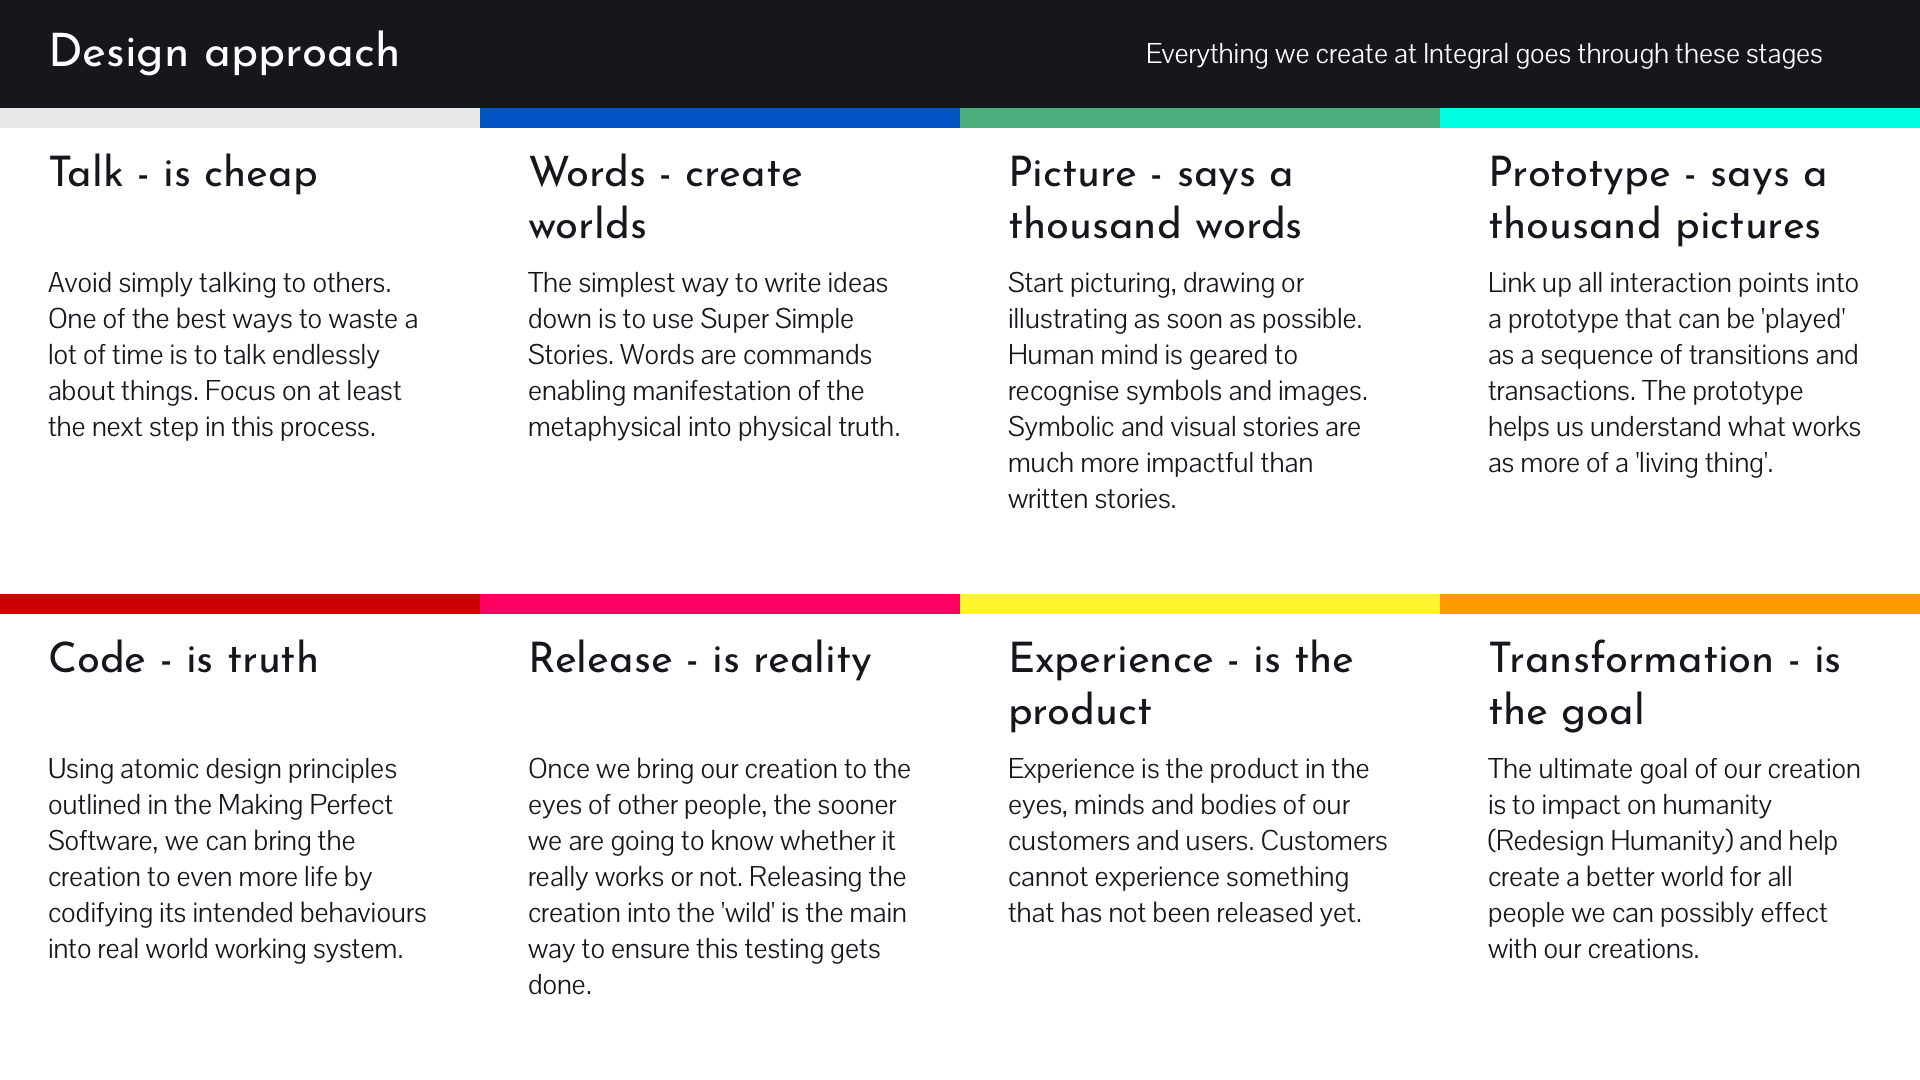 Design approach
Everything we create at Integral goes through these stages
Talk - is cheap
Avoid simply talking to others.
One of the best ways to waste a
lot of time is to talk endlessly
about things. Focus on at least
the next step in this process.
Words - create
worlds
The simplest way to write ideas
down is to use Super Simple
Stories. Words are commands
enabling manifestation of the
metaphysical into physical truth.
Picture - says a
thousand words
Start picturing, drawing or
illustrating as soon as possible.
Human mind is geared to
recognise symbols and images.
Symbolic and visual stories are
much more impactful than
written stories.
Prototype - says a
thousand pictures
Link up all interaction points into
a prototype that can be 'played'
as a sequence of transitions and
transactions. The prototype
helps us understand what works
as more of a 'living thing'.
Code - is truth
Using atomic design principles
outlined in the Making Perfect
Software, we can bring the
creation to even more life by
codifying its intended behaviours
into real world working system.
Release - is reality
Once we bring our creation to the
eyes of other people, the sooner
we are going to know whether it
really works or not. Releasing the
creation into the 'wild' is the main
way to ensure this testing gets
done.
Experience - is the
product
Experience is the product in the
eyes, minds and bodies of our
customers and users. Customers
cannot experience something
that has not been released yet.
Transformation - is
the goal
The ultimate goal of our creation
is to impact on humanity
(Redesign Humanity) and help
create a better world for all
people we can possibly effect
with our creations.